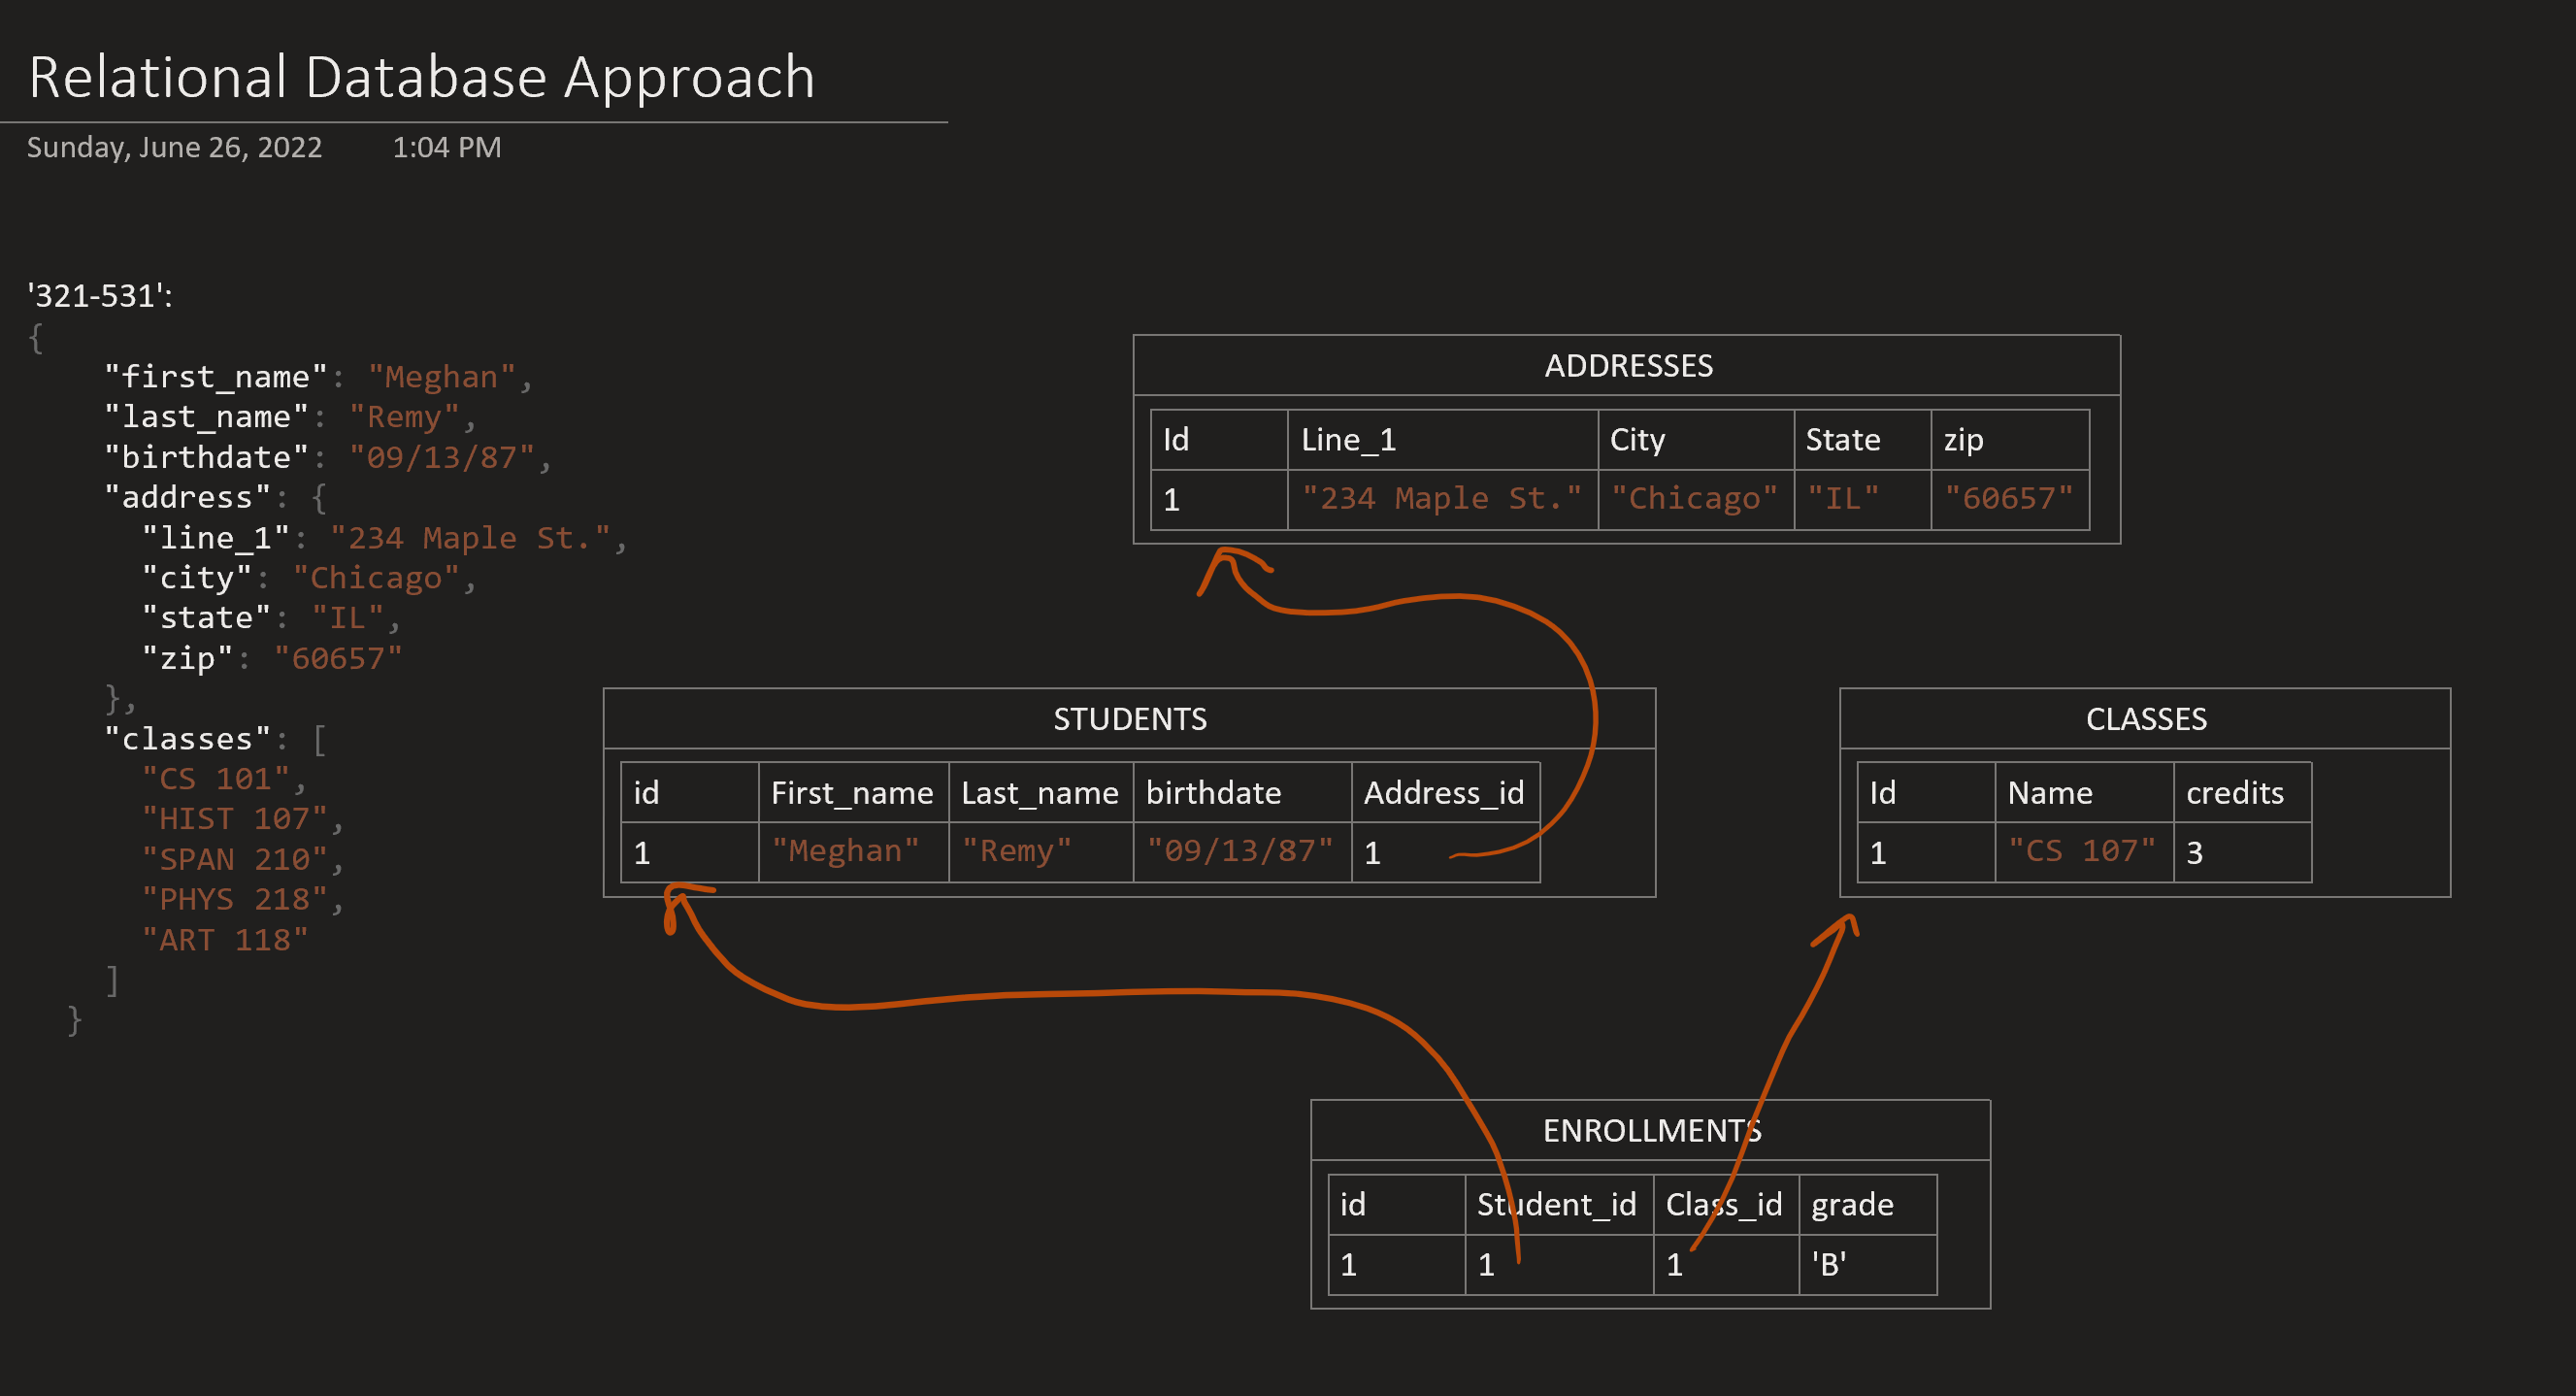 Relational Database Approach
Sunday, June 26, 2022 1:04 PM
'321-531':
{
"first_name": "Meghan",
"last_name": "Remy",
"birthdate": "09/13/87",
"address": {
"line_1": "234 Maple St.",
"city": "Chicago",
"state": "IL",
"zip": "60657"
},
"classes": [
"CS 101",
"HIST 107",
"SPAN 210",
"PHYS 218",
"ART 118"
]
}
ADDRESSES
Id Line_1 City State zip
1 "234 Maple St." "Chicago" "IL" "60657"
STUDENTS
id First_name Last_name birthdate Address_id
1 "Meghan" "Remy" "09/13/87" 1
CLASSES
Id Name credits
1 "CS 107" 3
ENROLLMENTS
id Student_id Class_id grade
1 1 1 'B'